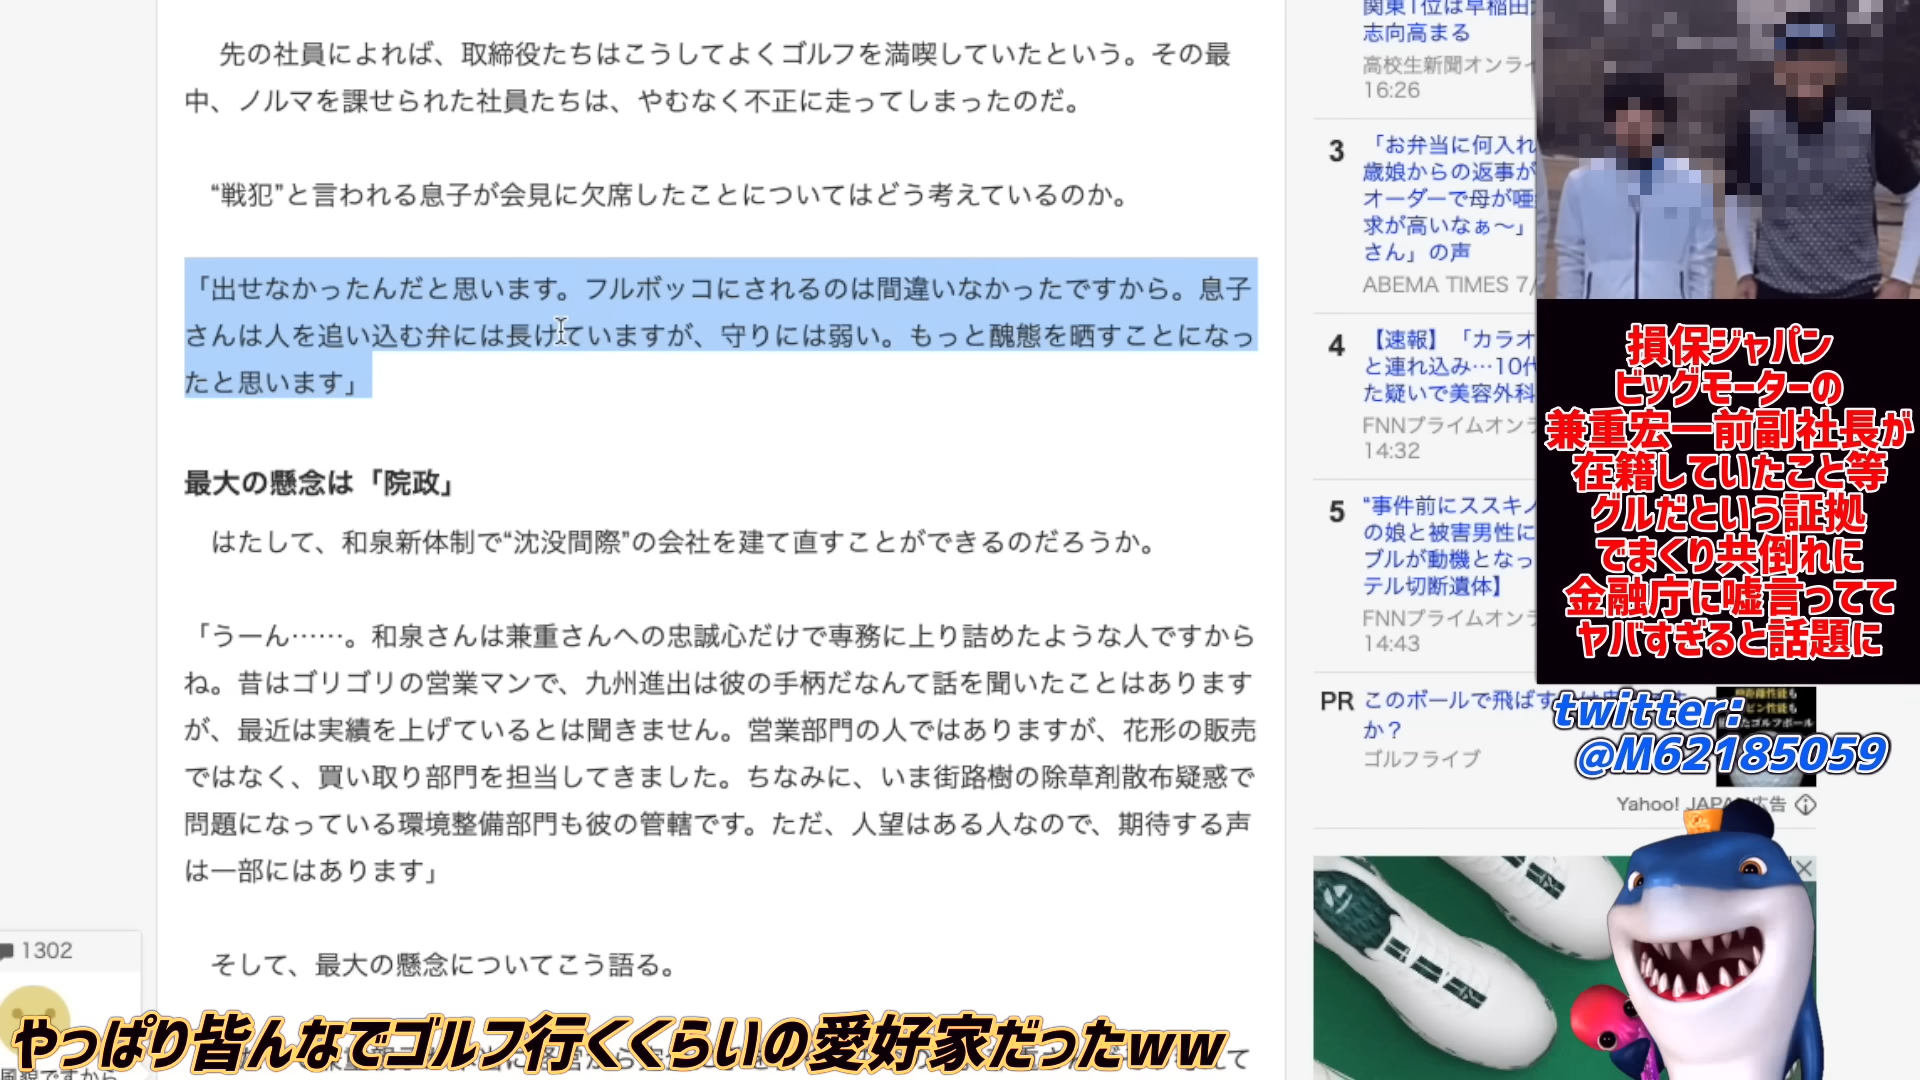 先の社員によれば、取締役たちはこうしてよくゴルフを満喫していたという。その最
中、ノルマを課せられた社員たちは、やむなく不正に走ってしまったのだ。
“戦犯”と言われる息子が会見に欠席したことについてはどう考えているのか。
「出せなかったんだと思います。フルボッコにされるのは間違いなかったですから。息子
さんは人を追い込む弁には長けていますが、守りには弱い。もっと醜態を晒すことになっ
たと思います」
最大の懸念は「院政」
はたして、和泉新体制で“沈没間際”の会社を建て直すことができるのだろうか。
「うーん……。和泉さんは兼重さんへの忠誠心だけで専務に上り詰めたような人ですから
ね。昔はゴリゴリの営業マンで、九州進出は彼の手柄だなんて話を聞いたことはあります
が、最近は実績を上げているとは聞きません。営業部門の人ではありますが、花形の販売
ではなく、買い取り部門を担当してきました。ちなみに、いま街路樹の除草剤散布疑惑で
問題になっている環境整備部門も彼の管轄です。ただ、人望はある人なので、期待する声
は一部にはあります」
そして、最大の懸念についてこう語る。
1302
やっぱり皆んなでゴルフ行くくらいの愛好家だったww
関東1位は早稲田
志向高まる
高校生新聞オンライ
16:26
3
「お弁当に何入れ
歳娘からの返事が
オーダーで母が唖
求が高いなぁ〜」
さん」の声
ABEMA TIMES 7/
4
【速報】「カラオ
と連れ込み…10代
た疑いで美容外科
FNNプライムオン
14:32
5
“事件前にススキノ
の娘と被害男性に
ブルが動機となっ
テル切断遺体】
FNNプライムオン
14:43
PR
このボールで飛ばす
か？
ゴルフライブ
Yahoo! JAPAN広告
損保ジャパン
ビッグモーターの
兼重宏一前副社長が
在籍していたこと等
グルだという証拠
でまくり共倒れに
金融庁に嘘言ってて
ヤバすぎると話題に
twitter:
@M62185059